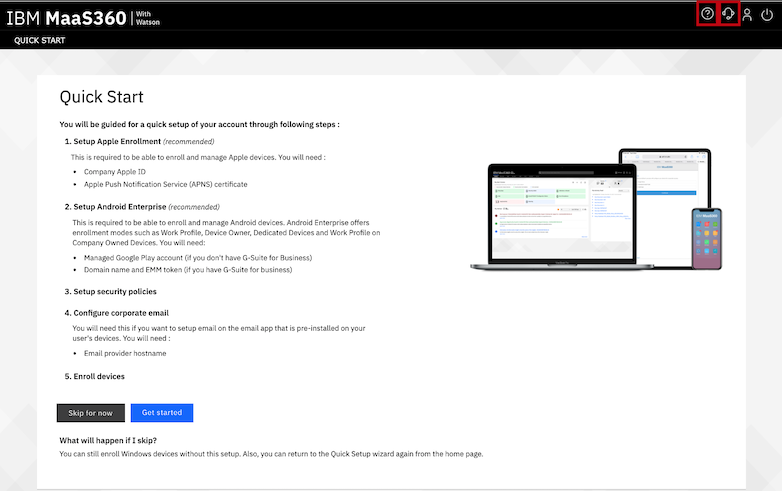 IBM MaaS360 | With
Watson
QUICK START
Quick Start
You will be guided for a quick setup of your account through following steps :
1. Setup Apple Enrollment (recommended)
This is required to be able to enroll and manage Apple devices. You will need :
• Company Apple ID
• Apple Push Notification Service (APNS) certificate
2. Setup Android Enterprise (recommended)
This is required to be able to enroll and manage Android devices. Android Enterprise offers
enrollment modes such as Work Profile, Device Owner, Dedicated Devices and Work Profile on
Company Owned Devices. You will need:
• Managed Google Play account (if you don't have G-Suite for Business)
• Domain name and EMM token (if you have G-Suite for business)
3. Setup security policies
4. Configure corporate email
You will need this if you want to setup email on the email app that is pre-installed on your
user's devices. You will need :
• Email provider hostname
5. Enroll devices
Skip for now
Get started
What will happen if I skip?
You can still enroll Windows devices without this setup. Also, you can return to the Quick Setup wizard again from the home page.